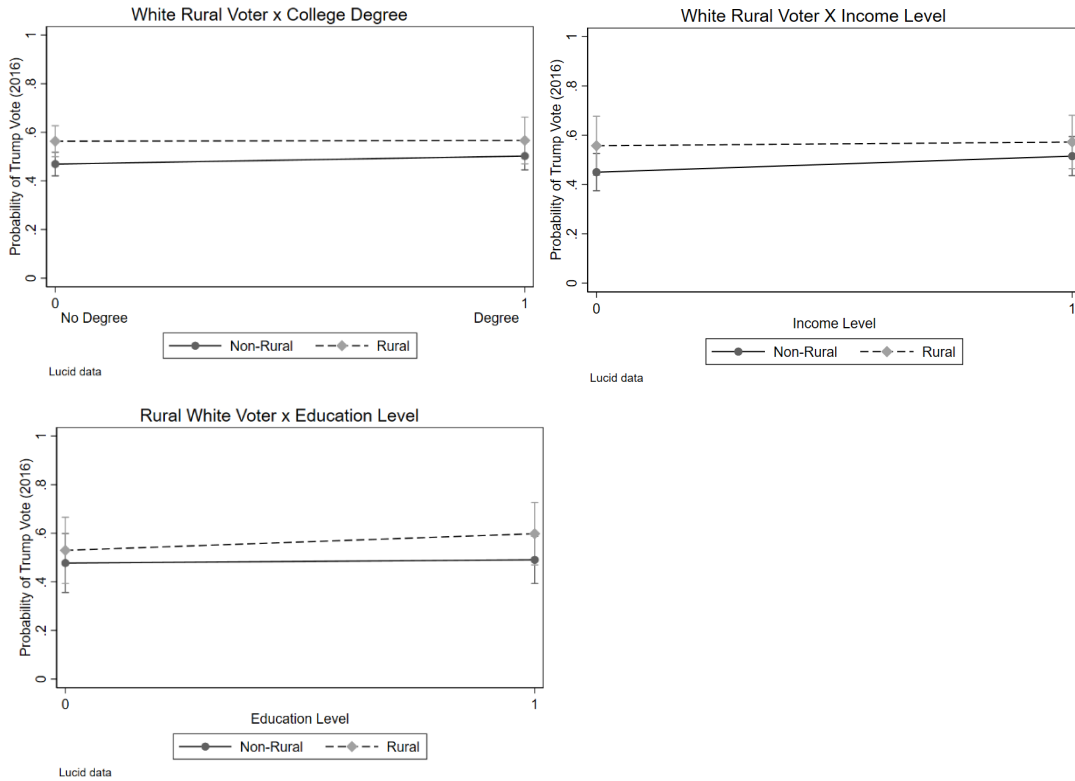 White Rural Voter x College Degree
Probability of Trump Vote (2016)
1
.8
.6
.4
.2
0
0 1
No Degree Degree
Non-Rural Rural
Lucid data
White Rural Voter X Income Level
Probability of Trump Vote (2016)
1
.8
.6
.4
.2
0
0 1
Income Level
Non-Rural Rural
Lucid data
Rural White Voter x Education Level
Probability of Trump Vote (2016)
1
.8
.6
.4
.2
0
0 1
Education Level
Non-Rural Rural
Lucid data